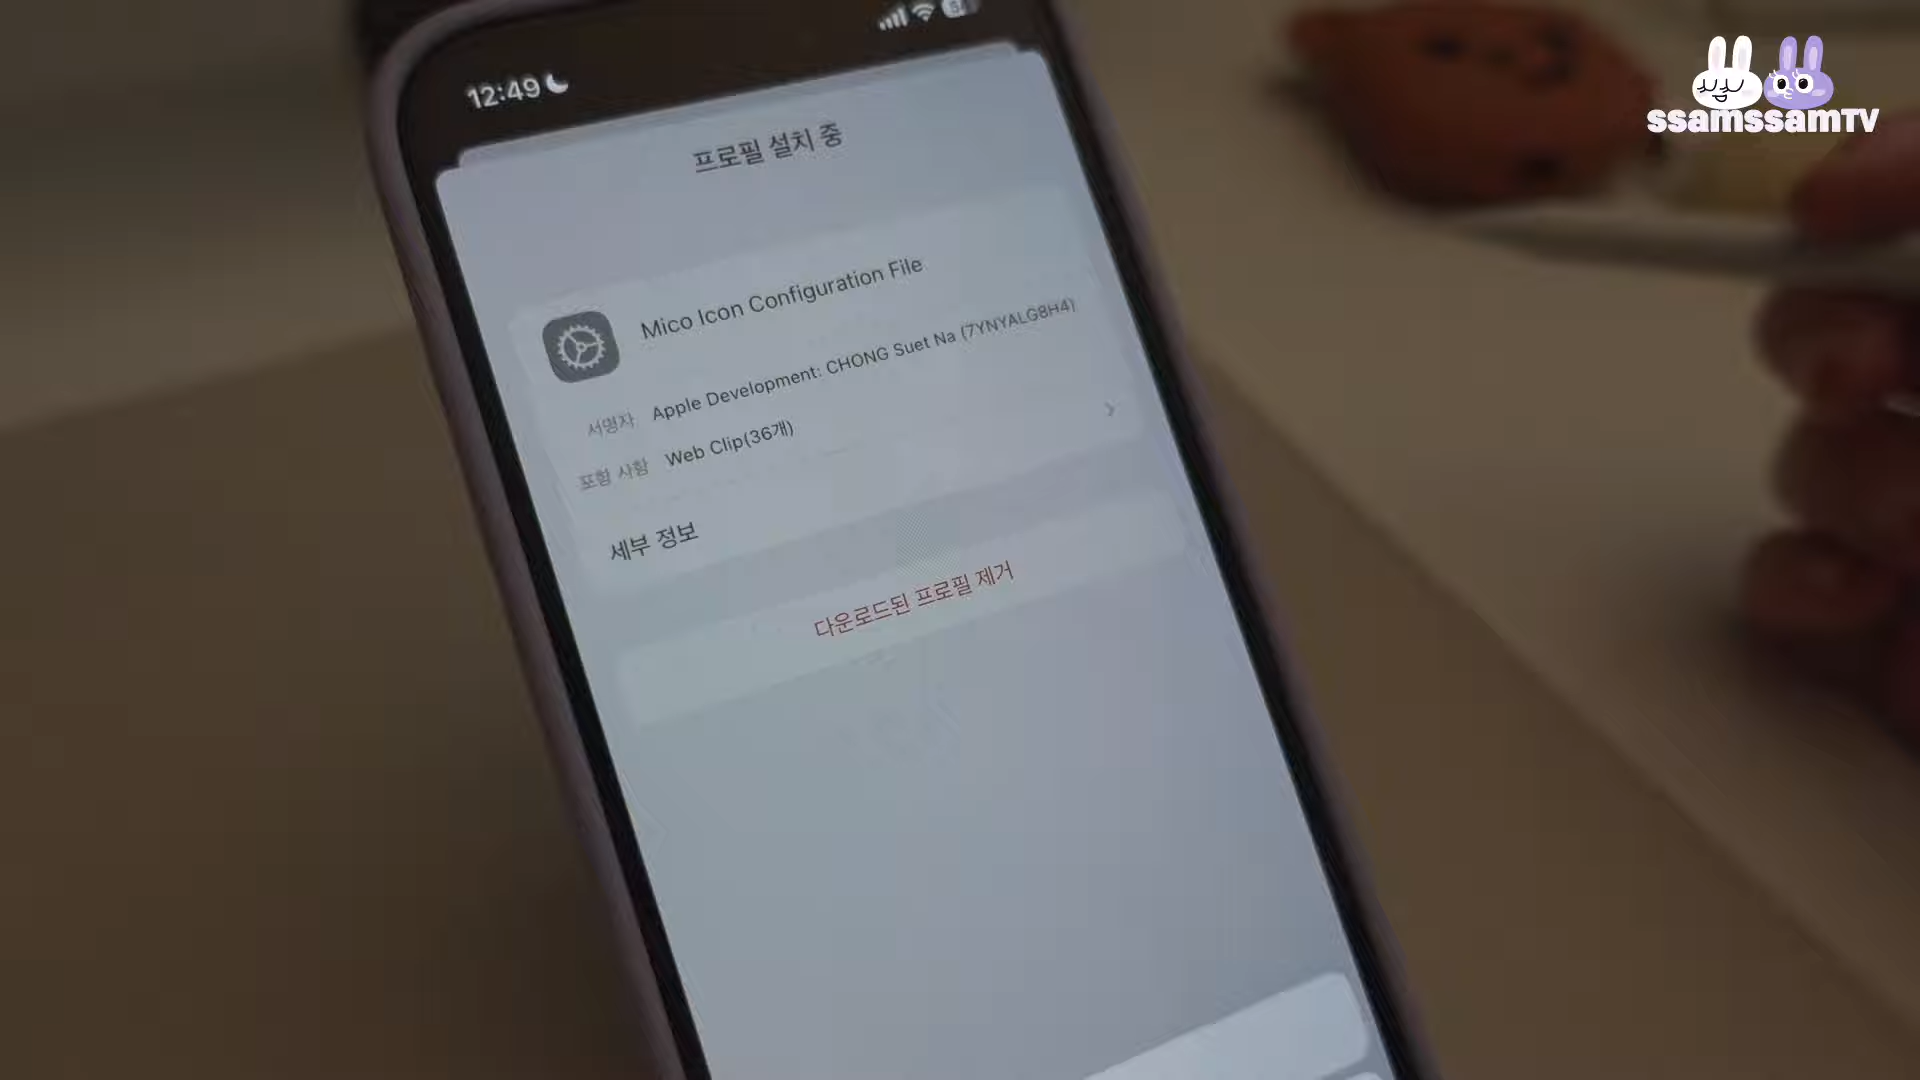 ssamssamTV
12:49
프로필 설치 중
Mico Icon Configuration File
서명자 Apple Development: CHONG Suet Na (7YNYALG8H4)
포함 사항 Web Clip(36개)
세부 정보
다운로드된 프로필 제거